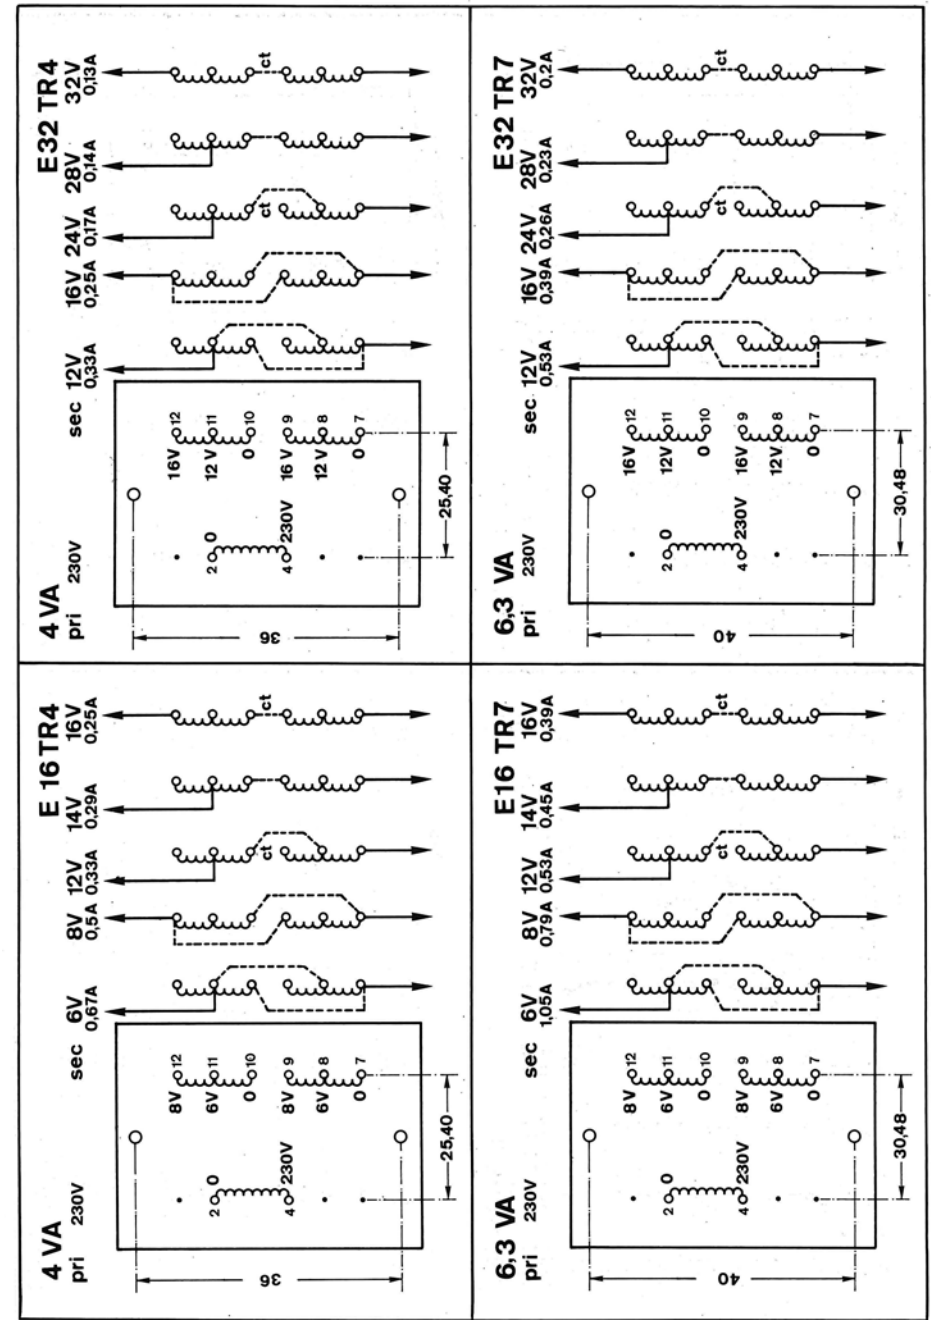 4 VA E 16 TR4
pri 230V sec 6V 8V 12V 14V 16V
0,67A 0,5A 0.33A 0,29A 0,25A
8V 12
2 0 6V 11
0 10
36 ct ct
4 230V 8V 9
6V 8
0 7
25,40
4 VA E32 TR4
pri 230V sec 12V 16V 24V 28V 32V
0,33A 0,25A 0,17A 0,14A 0,13A
16V 12
2 0 12V 11
0 10
36 ct ct
4 230V 16V 9
12V 8
0 7
25,40
6,3 VA E16 TR7
pri 230V sec 6V 8V 12V 14V 16V
1,05A 0,79A 0,53A 0,45A 0,39A
8V 12
2 0 6V 11
0 10
40 ct ct
4 230V 8V 9
6V 8
0 7
30,48
6,3 VA E32 TR7
pri 230V sec 12V 16V 24V 28V 32V
0,53A 0,39A 0,26A 0,23A 0,2A
16V 12
2 0 12V 11
0 10
40 ct ct
4 230V 16V 9
12V 8
0 7
30,48